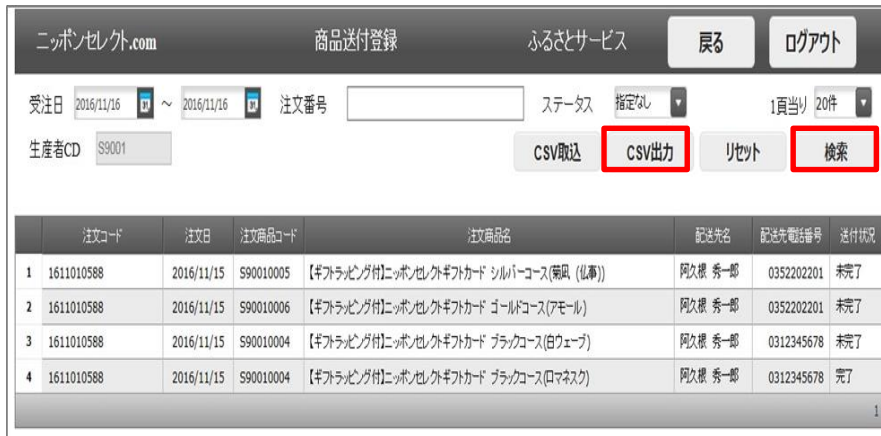 ニッポンセレクト.com 商品送付登録 ふるさとサービス 戻る ログアウト
受注日 2016/11/16 31 ~ 2016/11/16 31 注文番号 ステータス 指定なし 1頁当り 20件
生産者CD S9001 CSV取込 CSV出力 リセット 検索
注文コード 注文日 注文商品コード 注文商品名 配送先名 配送先電話番号 送付状況
1 1611010588 2016/11/15 S90010005 【ギフトラッピング付】ニッポンセレクトギフトカード シルバーコース(菊凪 (仏事)) 阿久根 秀一郎 0352202201 未完了
2 1611010588 2016/11/15 S90010006 【ギフトラッピング付】ニッポンセレクトギフトカード ゴールドコース(アモール) 阿久根 秀一郎 0352202201 未完了
3 1611010588 2016/11/15 S90010004 【ギフトラッピング付】ニッポンセレクトギフトカード ブラックコース(白ウェーブ) 阿久根 秀一郎 0312345678 未完了
4 1611010588 2016/11/15 S90010004 【ギフトラッピング付】ニッポンセレクトギフトカード ブラックコース(ロマネスク) 阿久根 秀一郎 0312345678 完了
1